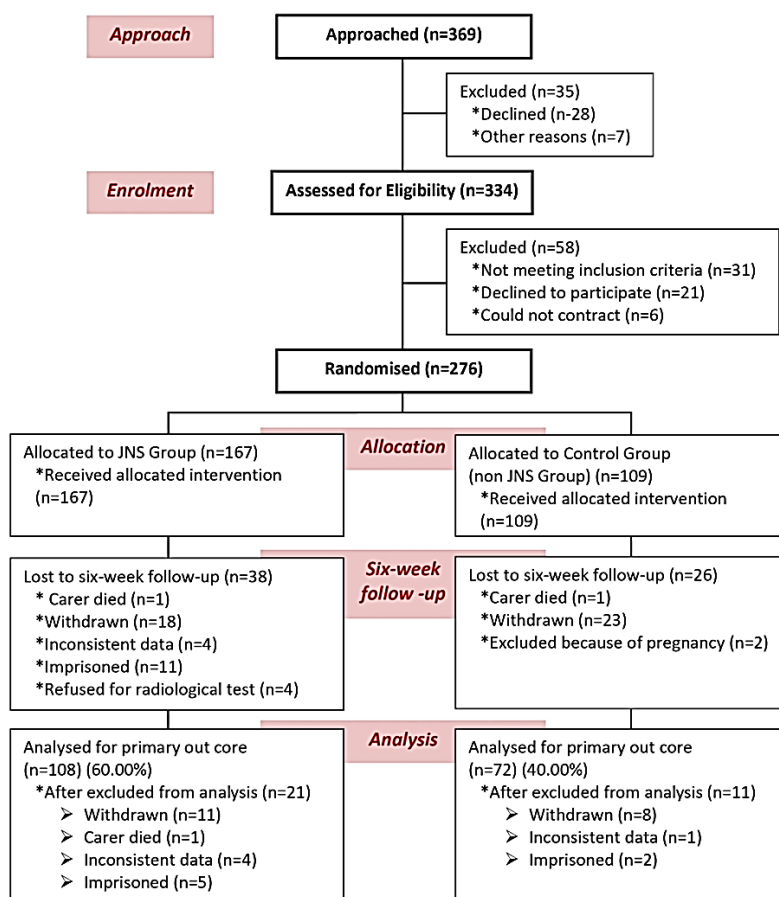 Approach
Approached (n=369)
Excluded (n=35)
*Declined (n-28)
*Other reasons (n=7)
Enrolment
Assessed for Eligibility (n=334)
Excluded (n=58)
*Not meeting inclusion criteria (n=31)
*Declined to participate (n=21)
*Could not contract (n=6)
Randomised (n=276)
Allocation
Allocated to JNS Group (n=167)
*Received allocated intervention
(n=167)
Allocated to Control Group
(non JNS Group) (n=109)
*Received allocated intervention
(n=109)
Six-week
follow -up
Lost to six-week follow-up (n=38)
* Carer died (n=1)
*Withdrawn (n=18)
*Inconsistent data (n=4)
*Imprisoned (n=11)
*Refused for radiological test (n=4)
Lost to six-week follow-up (n=26)
*Carer died (n=1)
*Withdrawn (n=23)
*Excluded because of pregnancy (n=2)
Analysis
Analysed for primary out core
(n=108) (60.00%)
*After excluded from analysis (n=21)
➢ Withdrawn (n=11)
➢ Carer died (n=1)
➢ Inconsistent data (n=4)
➢ Imprisoned (n=5)
Analysed for primary out core
(n=72) (40.00%)
*After excluded from analysis (n=11)
➢ Withdrawn (n=8)
➢ Inconsistent data (n=1)
➢ Imprisoned (n=2)